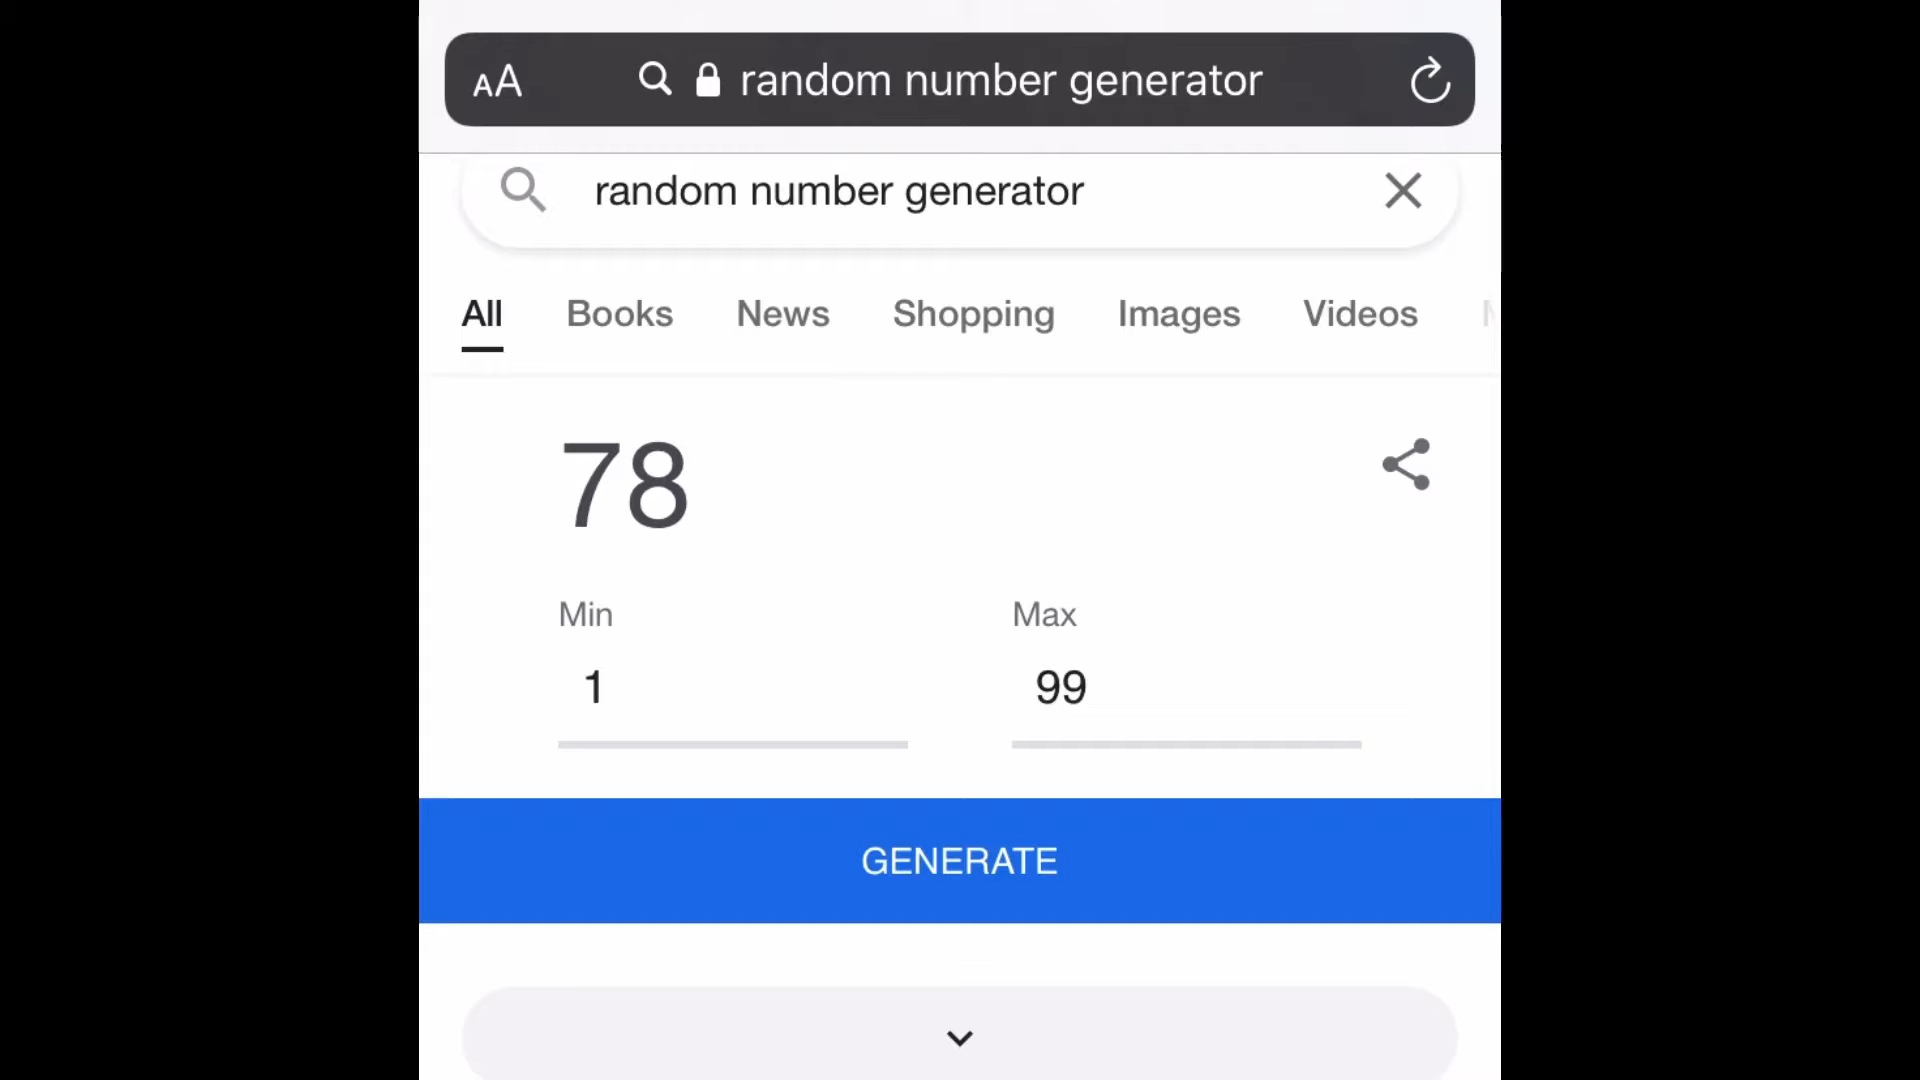 AA random number generator
random number generator
All Books News Shopping Images Videos
78
Min Max
1 99
GENERATE